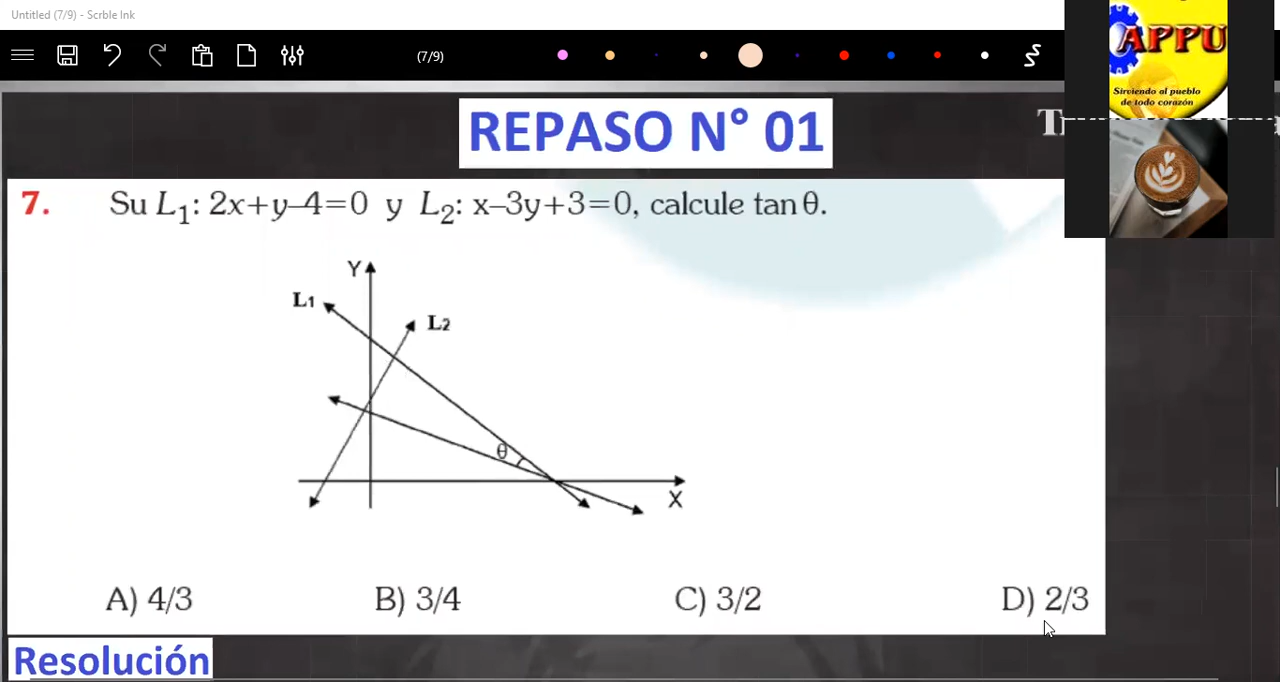 Untitled (7/9) - Scrble Ink
(7/9)
APPU
Sirviendo al pueblo
de todo corazón
REPASO N° 01
7. Su L1: 2x+y–4=0 y L2: x–3y+3=0, calcule tan θ.
Y
L1
L2
θ
X
A) 4/3 B) 3/4 C) 3/2 D) 2/3
Resolución